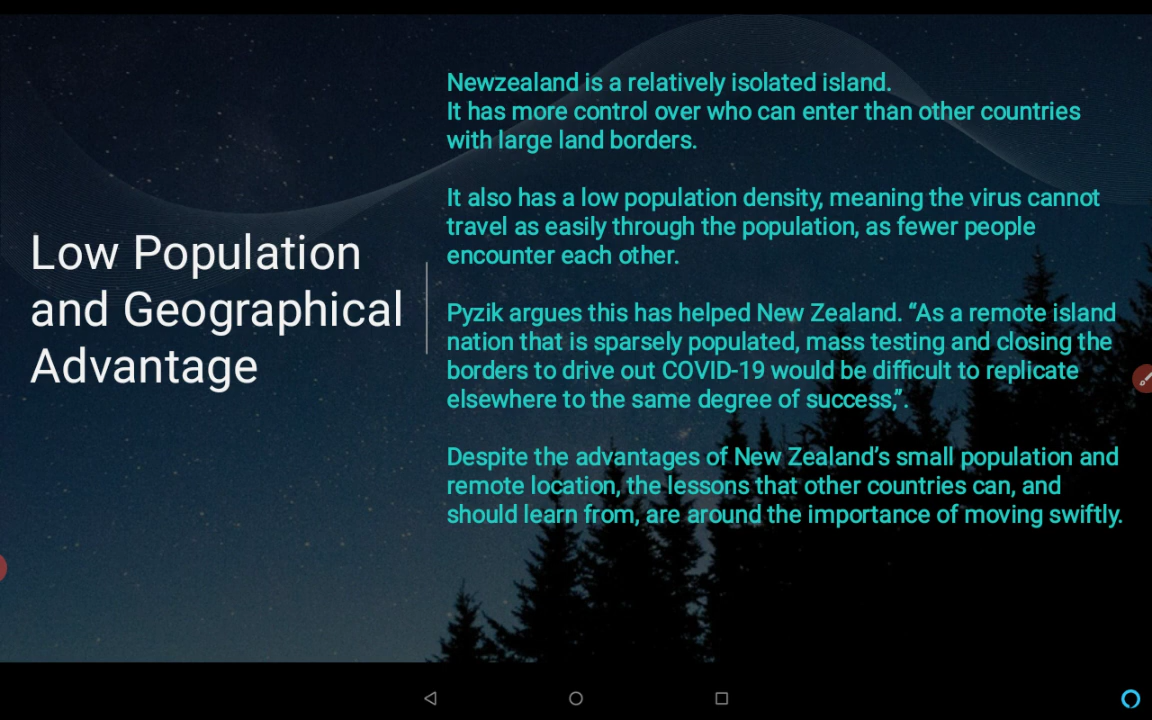 Low Population
and Geographical
Advantage
Newzealand is a relatively isolated island.
It has more control over who can enter than other countries
with large land borders.
It also has a low population density, meaning the virus cannot
travel as easily through the population, as fewer people
encounter each other.
Pyzik argues this has helped New Zealand. “As a remote island
nation that is sparsely populated, mass testing and closing the
borders to drive out COVID-19 would be difficult to replicate
elsewhere to the same degree of success,”.
Despite the advantages of New Zealand’s small population and
remote location, the lessons that other countries can, and
should learn from, are around the importance of moving swiftly.